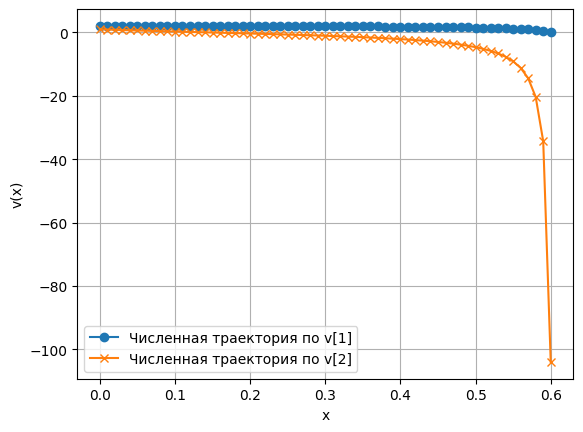 0
−20
−40
−60
−80
−100
v(x)
Численная траектория по v[1]
Численная траектория по v[2]
0.0 0.1 0.2 0.3 0.4 0.5 0.6
x